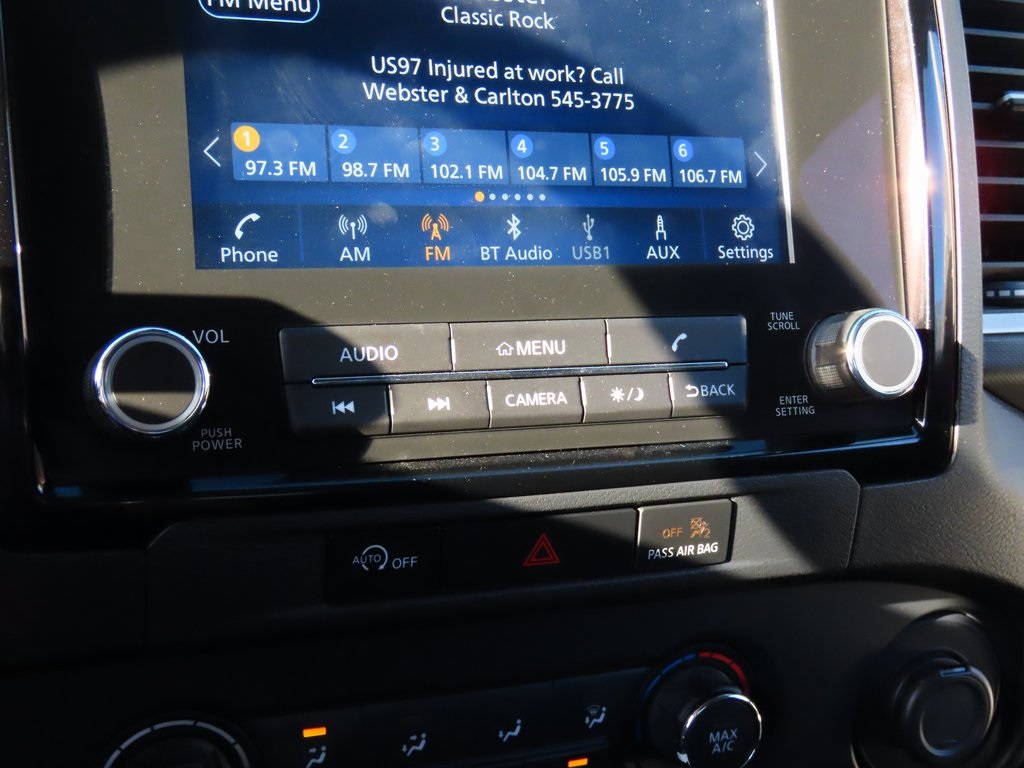 FM Menu
Classic Rock
US97 Injured at work? Call
Webster & Carlton 545-3775
1 2 3 4 5 6
97.3 FM 98.7 FM 102.1 FM 104.7 FM 105.9 FM 106.7 FM
Phone AM FM BT Audio USB1 AUX Settings
VOL
TUNE
SCROLL
AUDIO MENU
CAMERA BACK
PUSH
POWER
ENTER
SETTING
AUTO OFF
OFF
PASS AIR BAG
MAX
A/C